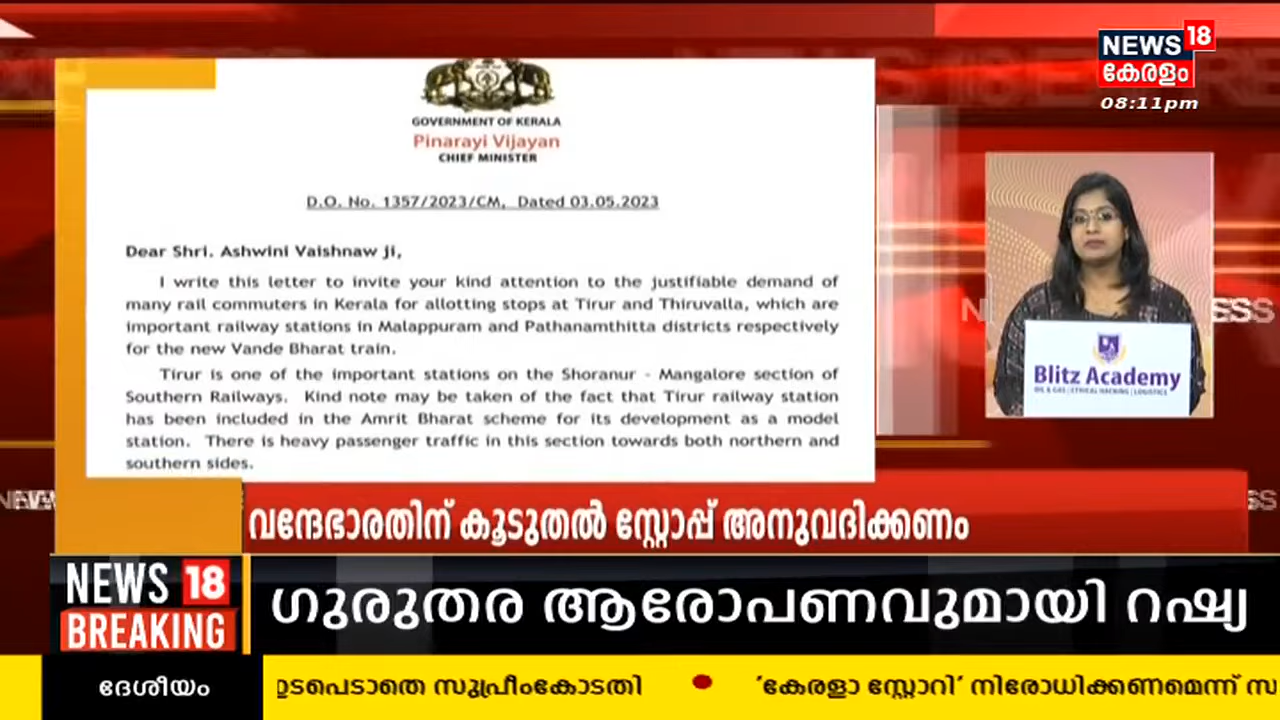 NEWS 18
കേരളം
08:11pm
GOVERNMENT OF KERALA
Pinarayi Vijayan
CHIEF MINISTER
D.O. No. 1357/2023/CM, Dated 03.05.2023
Dear Shri. Ashwini Vaishnaw ji,
I write this letter to invite your kind attention to the justifiable demand of
many rail commuters in Kerala for allotting stops at Tirur and Thiruvalla, which are
important railway stations in Malappuram and Pathanamthitta districts respectively
for the new Vande Bharat train.
Tirur is one of the important stations on the Shoranur - Mangalore section of
Southern Railways. Kind note may be taken of the fact that Tirur railway station
has been included in the Amrit Bharat scheme for its development as a model
station. There is heavy passenger traffic in this section towards both northern and
southern sides.
Blitz Academy
OIL & GAS | ETHICAL HACKING | LOGISTICS
വന്ദേഭാരതിന് കൂടുതൽ സ്റ്റോപ്പ് അനുവദിക്കണം
NEWS 18
BREAKING
ഗുരുതര ആരോപണവുമായി റഷ്യ
ദേശീയം
ഇടപെടാതെ സുപ്രീംകോടതി • 'കേരളാ സ്റ്റോറി' നിരോധിക്കണമെന്ന് സ